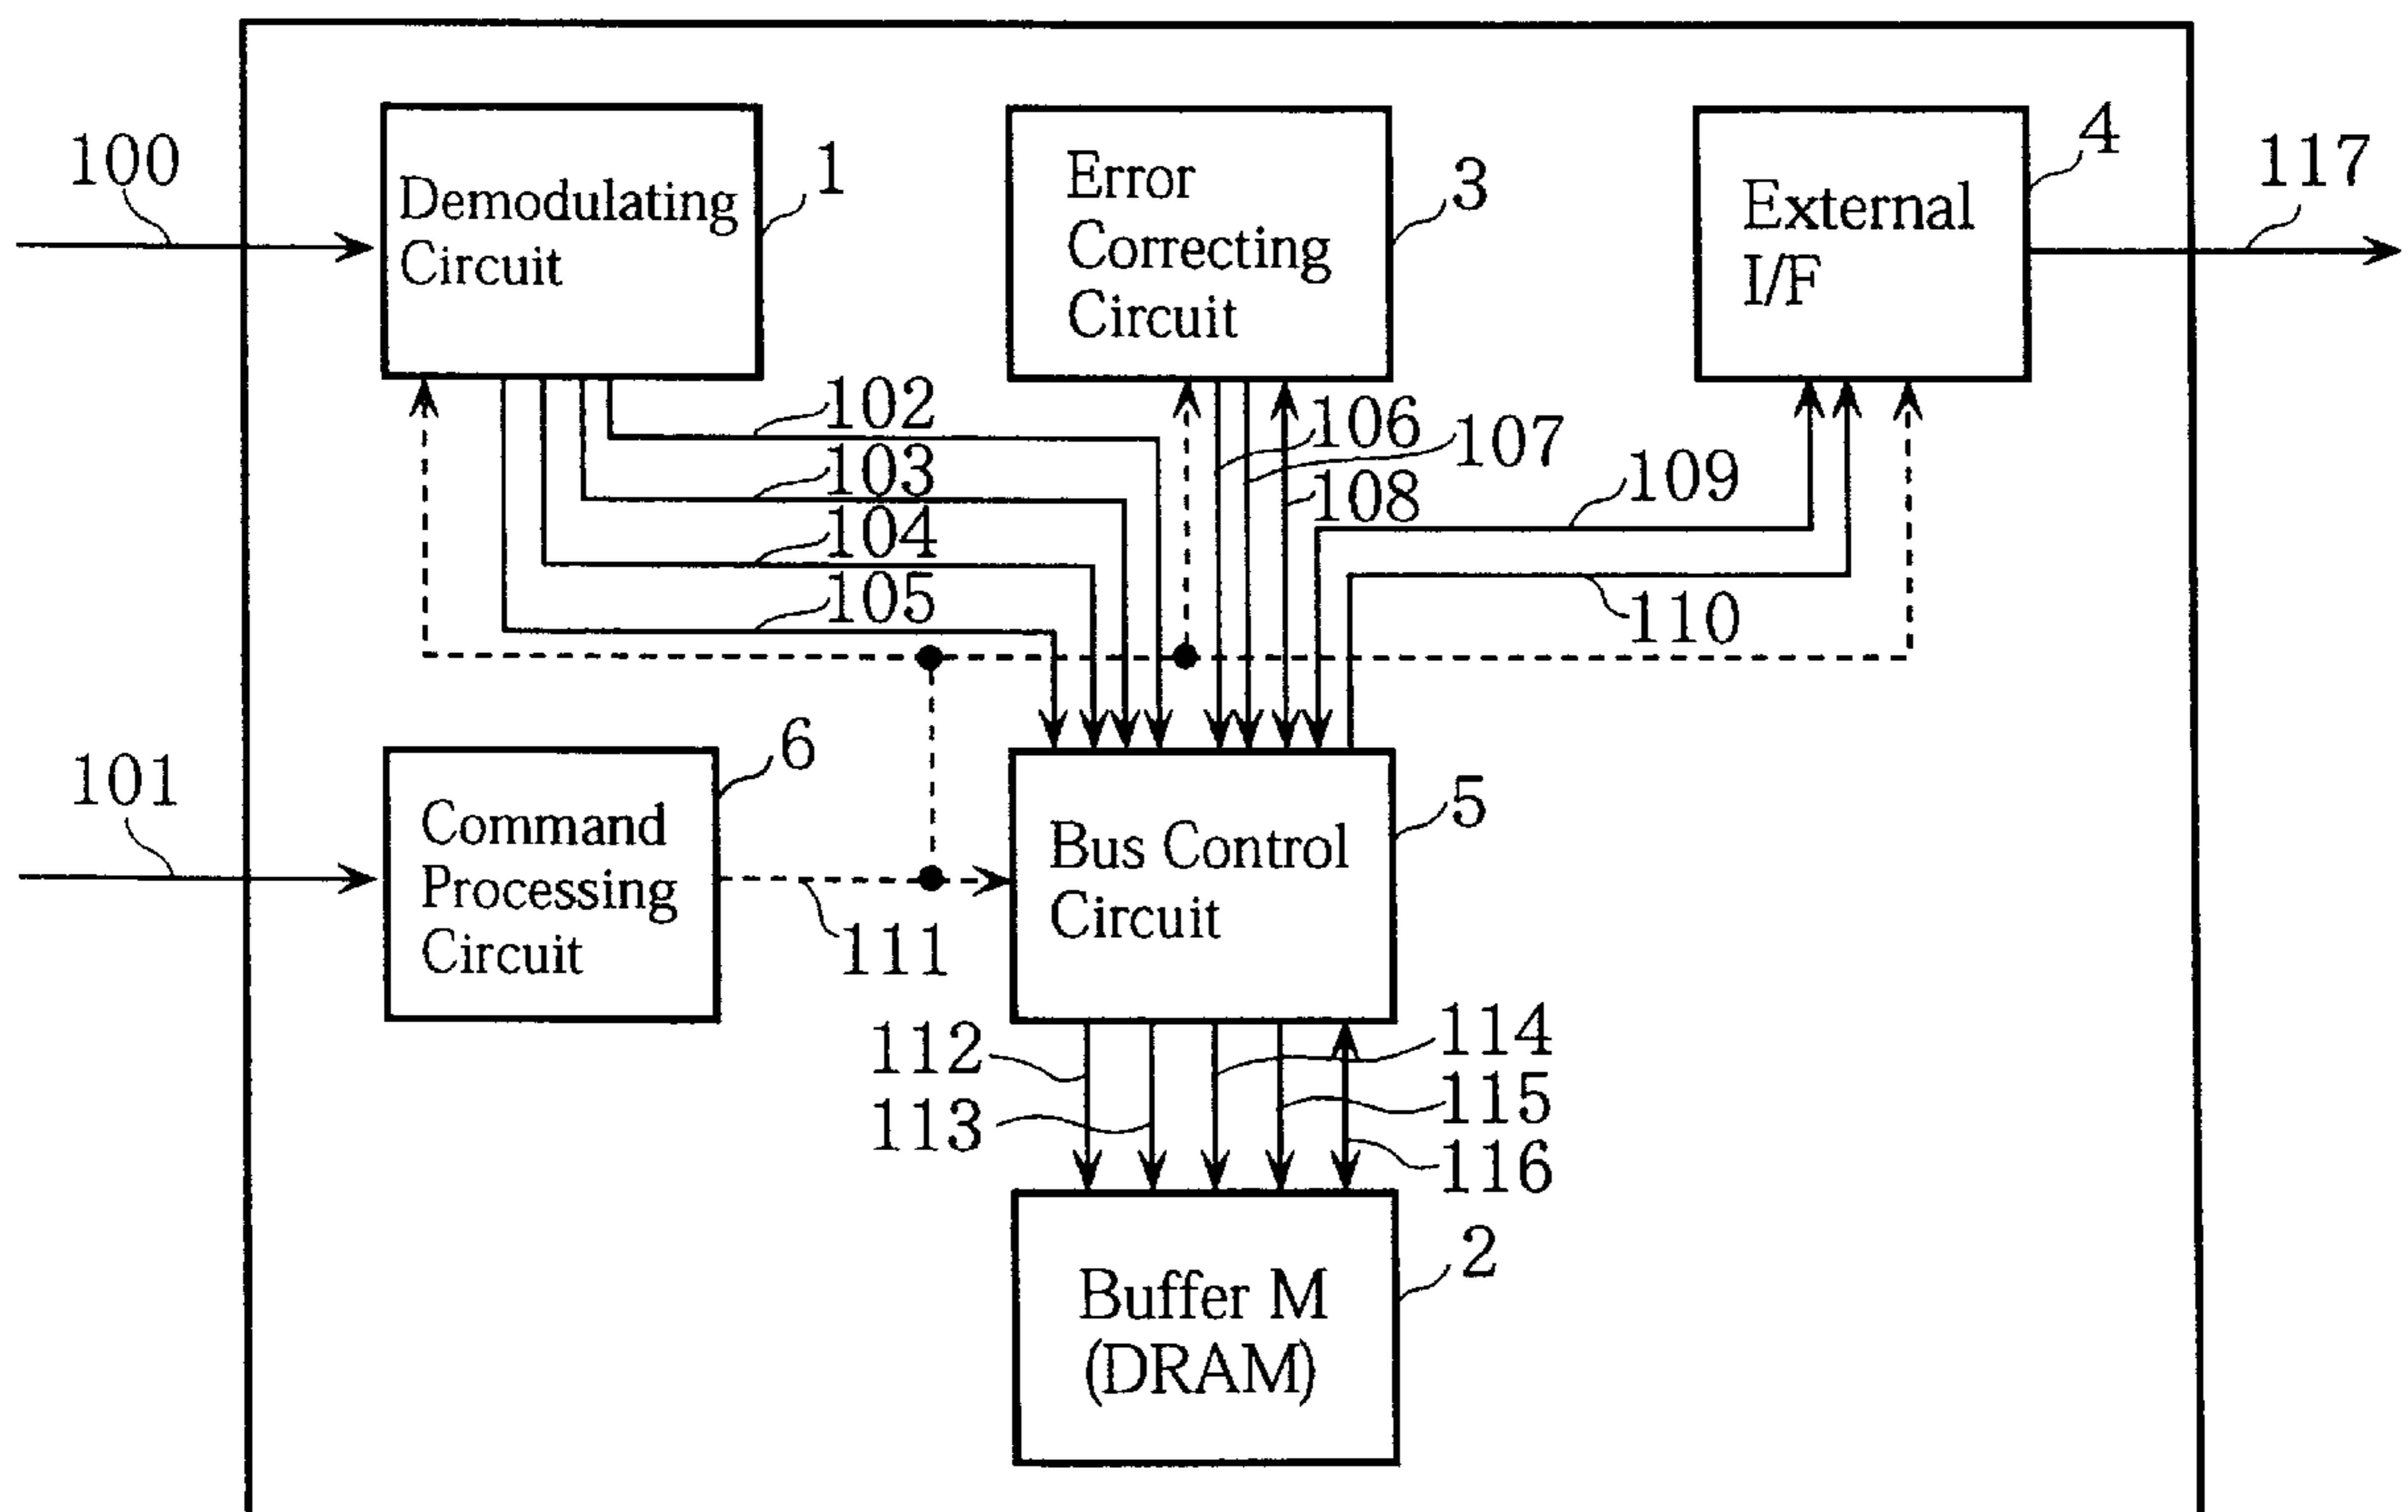 100
Demodulating
Circuit
1
Error
Correcting
Circuit
3
External
I/F
4
117
102
103
104
105
106
107
108
109
110
101
Command
Processing
Circuit
6
111
Bus Control
Circuit
5
112
113
114
115
116
Buffer M
(DRAM)
2